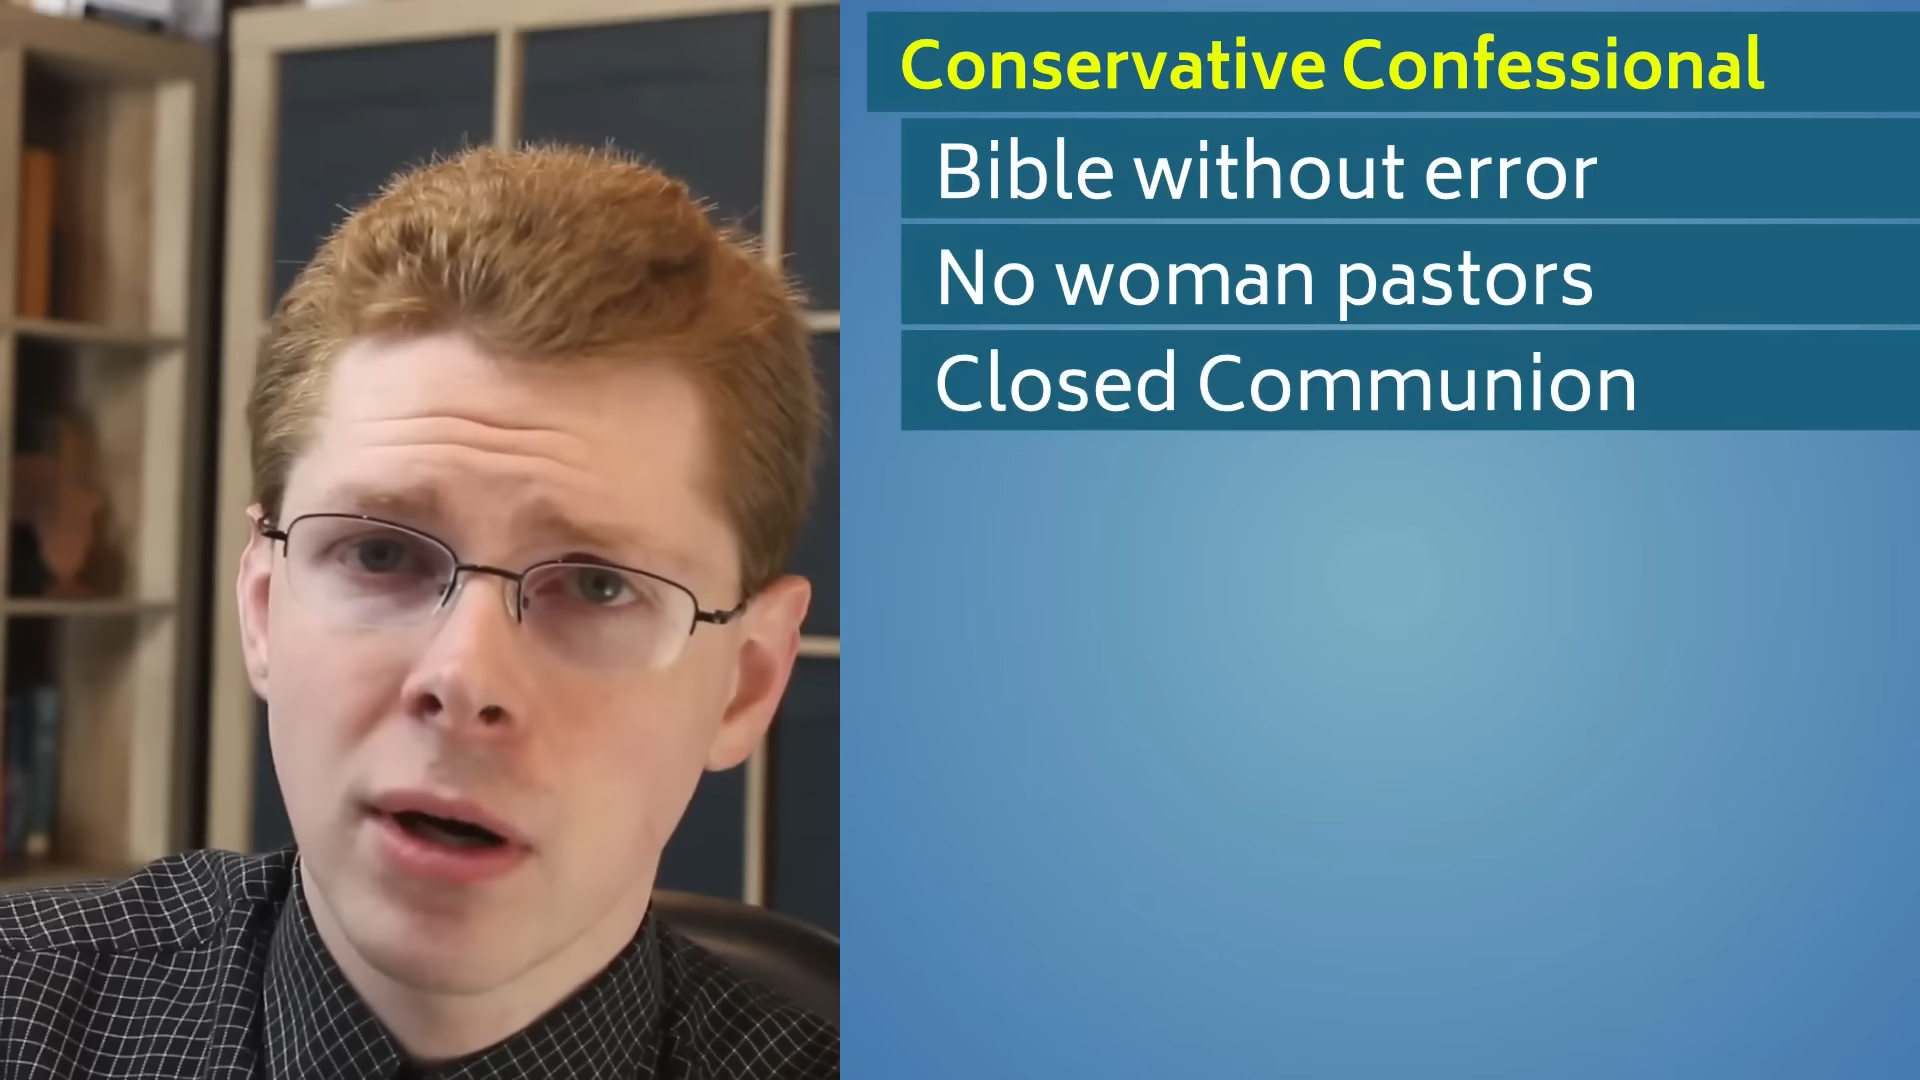 Conservative Confessional
Bible without error
No woman pastors
Closed Communion